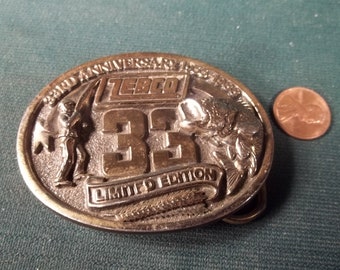 33RD ANNIVERSARY
ZEBCO
33
LIMITED EDITION